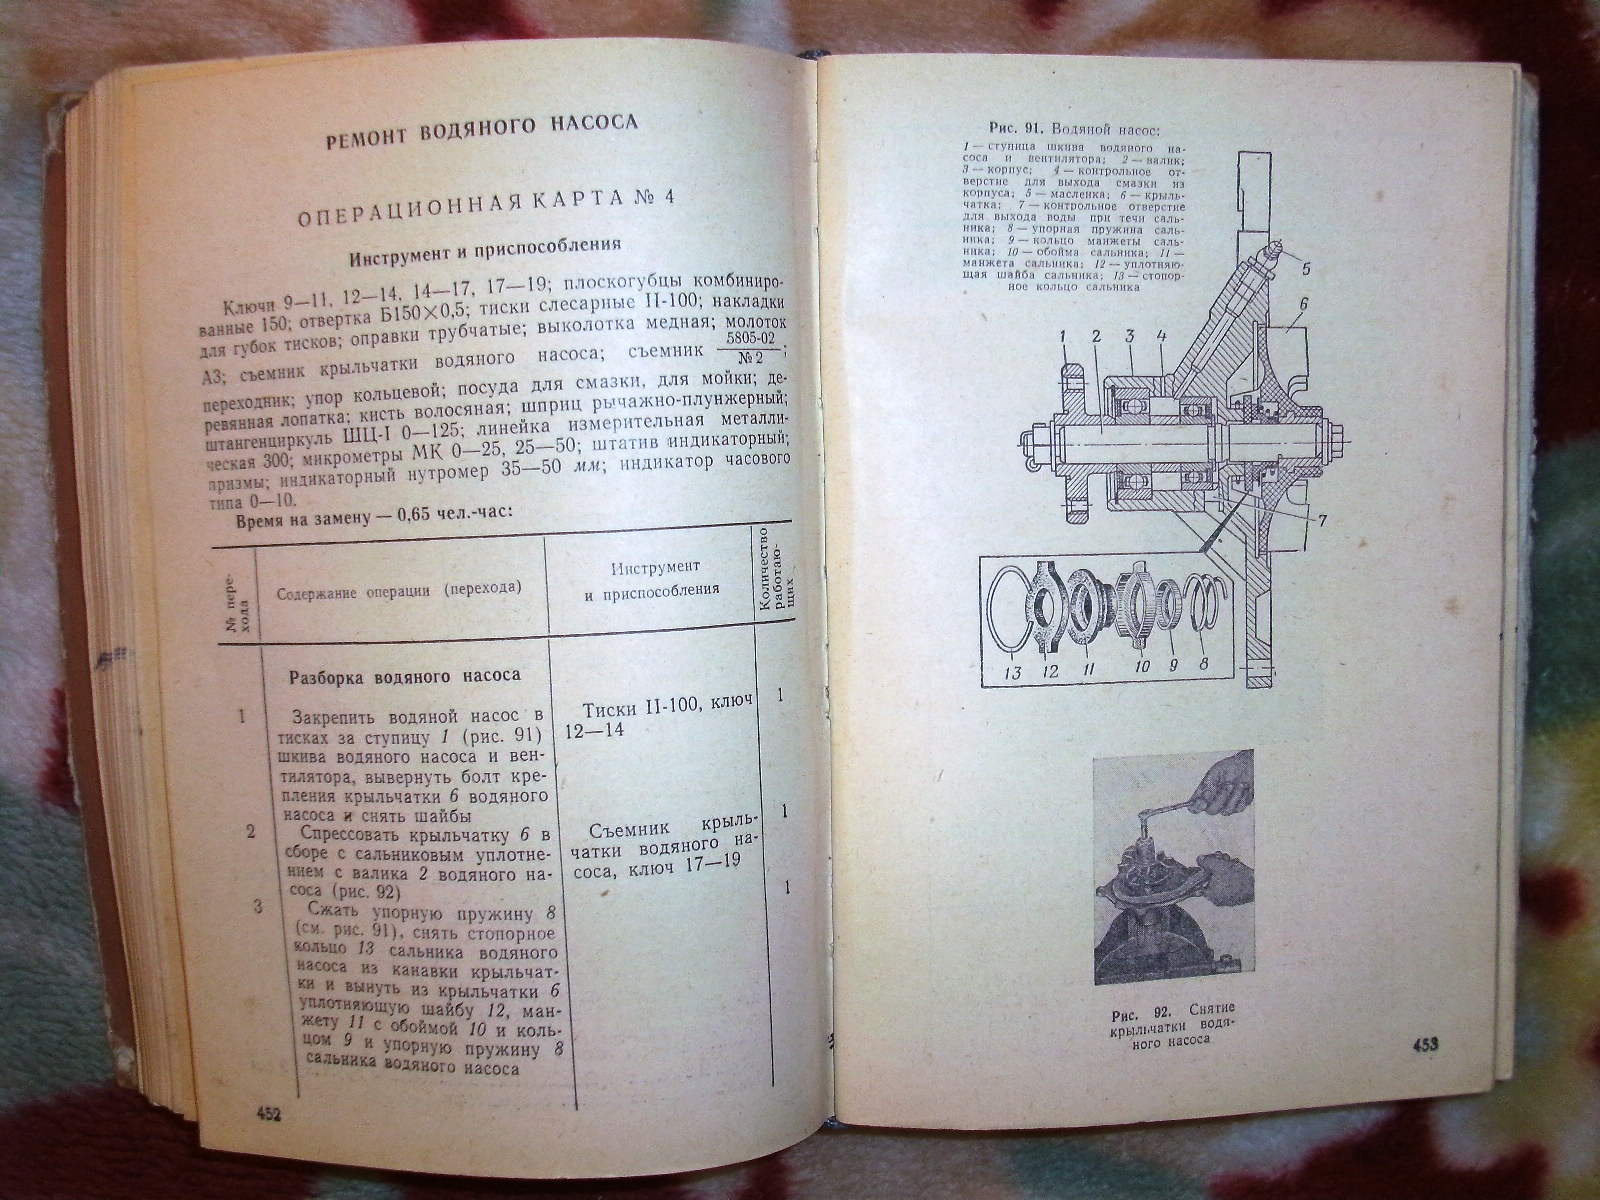 РЕМОНТ ВОДЯНОГО НАСОСА
ОПЕРАЦИОННАЯ КАРТА № 4
Инструмент и приспособления
Ключи 9—11, 12—14, 14—17, 17—19; плоскогубцы комбиниро-
ванные 150; отвертка Б150×0,5; тиски слесарные II-100; накладки
для губок тисков; оправки трубчатые; выколотка медная; молоток
А3; съемник крыльчатки водяного насоса; съемник 5805-02/№ 2;
переходник; упор кольцевой; посуда для смазки, для мойки; де-
ревянная лопатка; кисть волосяная; шприц рычажно-плунжерный;
штангенциркуль ШЦ-I 0—125; линейка измерительная металли-
ческая 300; микрометры МК 0—25, 25—50; штатив индикаторный;
призмы; индикаторный нутромер 35—50 мм; индикатор часового
типа 0—10.
Время на замену — 0,65 чел.-час:
№ пере-
хода
Содержание операции (перехода)
Инструмент
и приспособления
Количество
работаю-
щих
Разборка водяного насоса
1
Закрепить водяной насос в
тисках за ступицу 1 (рис. 91)
шкива водяного насоса и вен-
тилятора, вывернуть болт кре-
пления крыльчатки 6 водяного
насоса и снять шайбы
Тиски II-100, ключ
12—14
1
2
Спрессовать крыльчатку 6 в
сборе с сальниковым уплотне-
нием с валика 2 водяного на-
соса (рис. 92)
Съемник крыль-
чатки водяного на-
соса, ключ 17—19
1
3
Сжать упорную пружину 8
(см. рис. 91), снять стопорное
кольцо 13 сальника водяного
насоса из канавки крыльчат-
ки и вынуть из крыльчатки 6
уплотняющую шайбу 12, ман-
жету 11 с обоймой 10 и коль-
цом 9 и упорную пружину 8
сальника водяного насоса
1
452
Рис. 91. Водяной насос:
1 — ступица шкива водяного на-
соса и вентилятора; 2 — валик;
3 — корпус; 4 — контрольное от-
верстие для выхода смазки из
корпуса; 5 — масленка; 6 — крыль-
чатка; 7 — контрольное отверстие
для выхода воды при течи саль-
ника; 8 — упорная пружина саль-
ника; 9 — кольцо манжеты саль-
ника; 10 — обойма сальника; 11 —
манжета сальника; 12 — уплотняю-
щая шайба сальника; 13 — стопор-
ное кольцо сальника
5
6
1 2 3 4
7
13 12 11 10 9 8
Рис. 92. Снятие
крыльчатки водя-
ного насоса
453